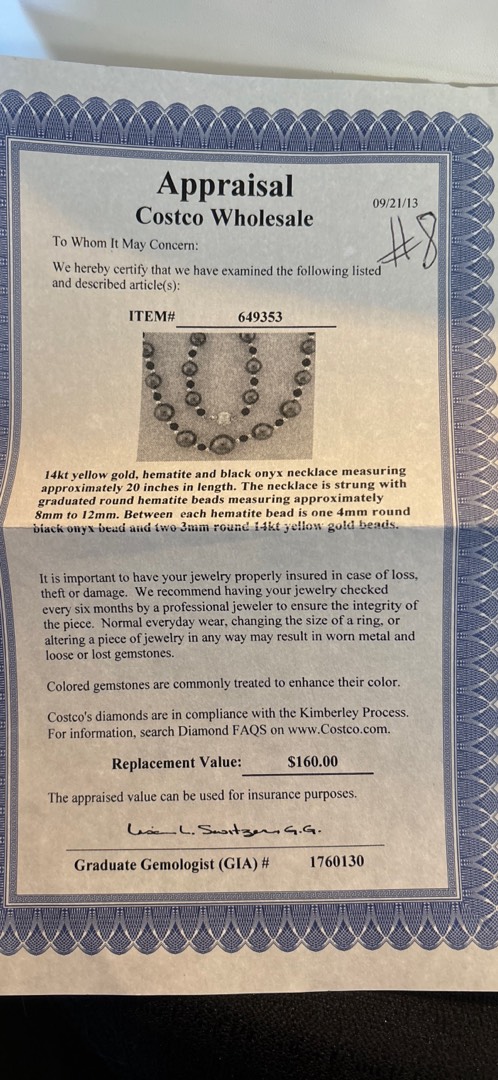 Appraisal
Costco Wholesale
09/21/13
#8
To Whom It May Concern:
We hereby certify that we have examined the following listed
and described article(s):
ITEM# 649353
14kt yellow gold, hematite and black onyx necklace measuring
approximately 20 inches in length. The necklace is strung with
graduated round hematite beads measuring approximately
8mm to 12mm. Between each hematite bead is one 4mm round
black onyx bead and two 3mm round 14kt yellow gold beads.
It is important to have your jewelry properly insured in case of loss,
theft or damage. We recommend having your jewelry checked
every six months by a professional jeweler to ensure the integrity of
the piece. Normal everyday wear, changing the size of a ring, or
altering a piece of jewelry in any way may result in worn metal and
loose or lost gemstones.
Colored gemstones are commonly treated to enhance their color.
Costco's diamonds are in compliance with the Kimberley Process.
For information, search Diamond FAQS on www.Costco.com.
Replacement Value: $160.00
The appraised value can be used for insurance purposes.
L. Switzer, G.G.
Graduate Gemologist (GIA) # 1760130